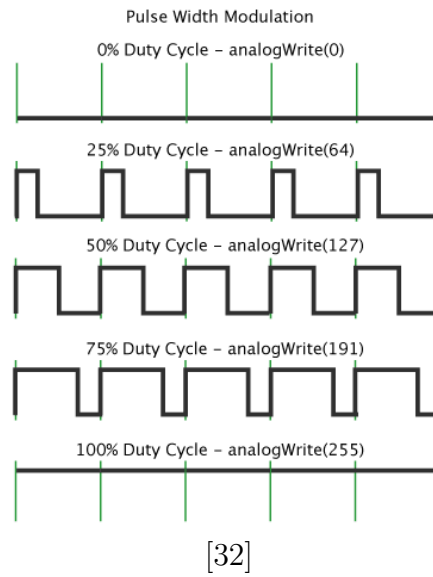 Pulse Width Modulation
0% Duty Cycle – analogWrite(0)
25% Duty Cycle – analogWrite(64)
50% Duty Cycle – analogWrite(127)
75% Duty Cycle – analogWrite(191)
100% Duty Cycle – analogWrite(255)
[32]